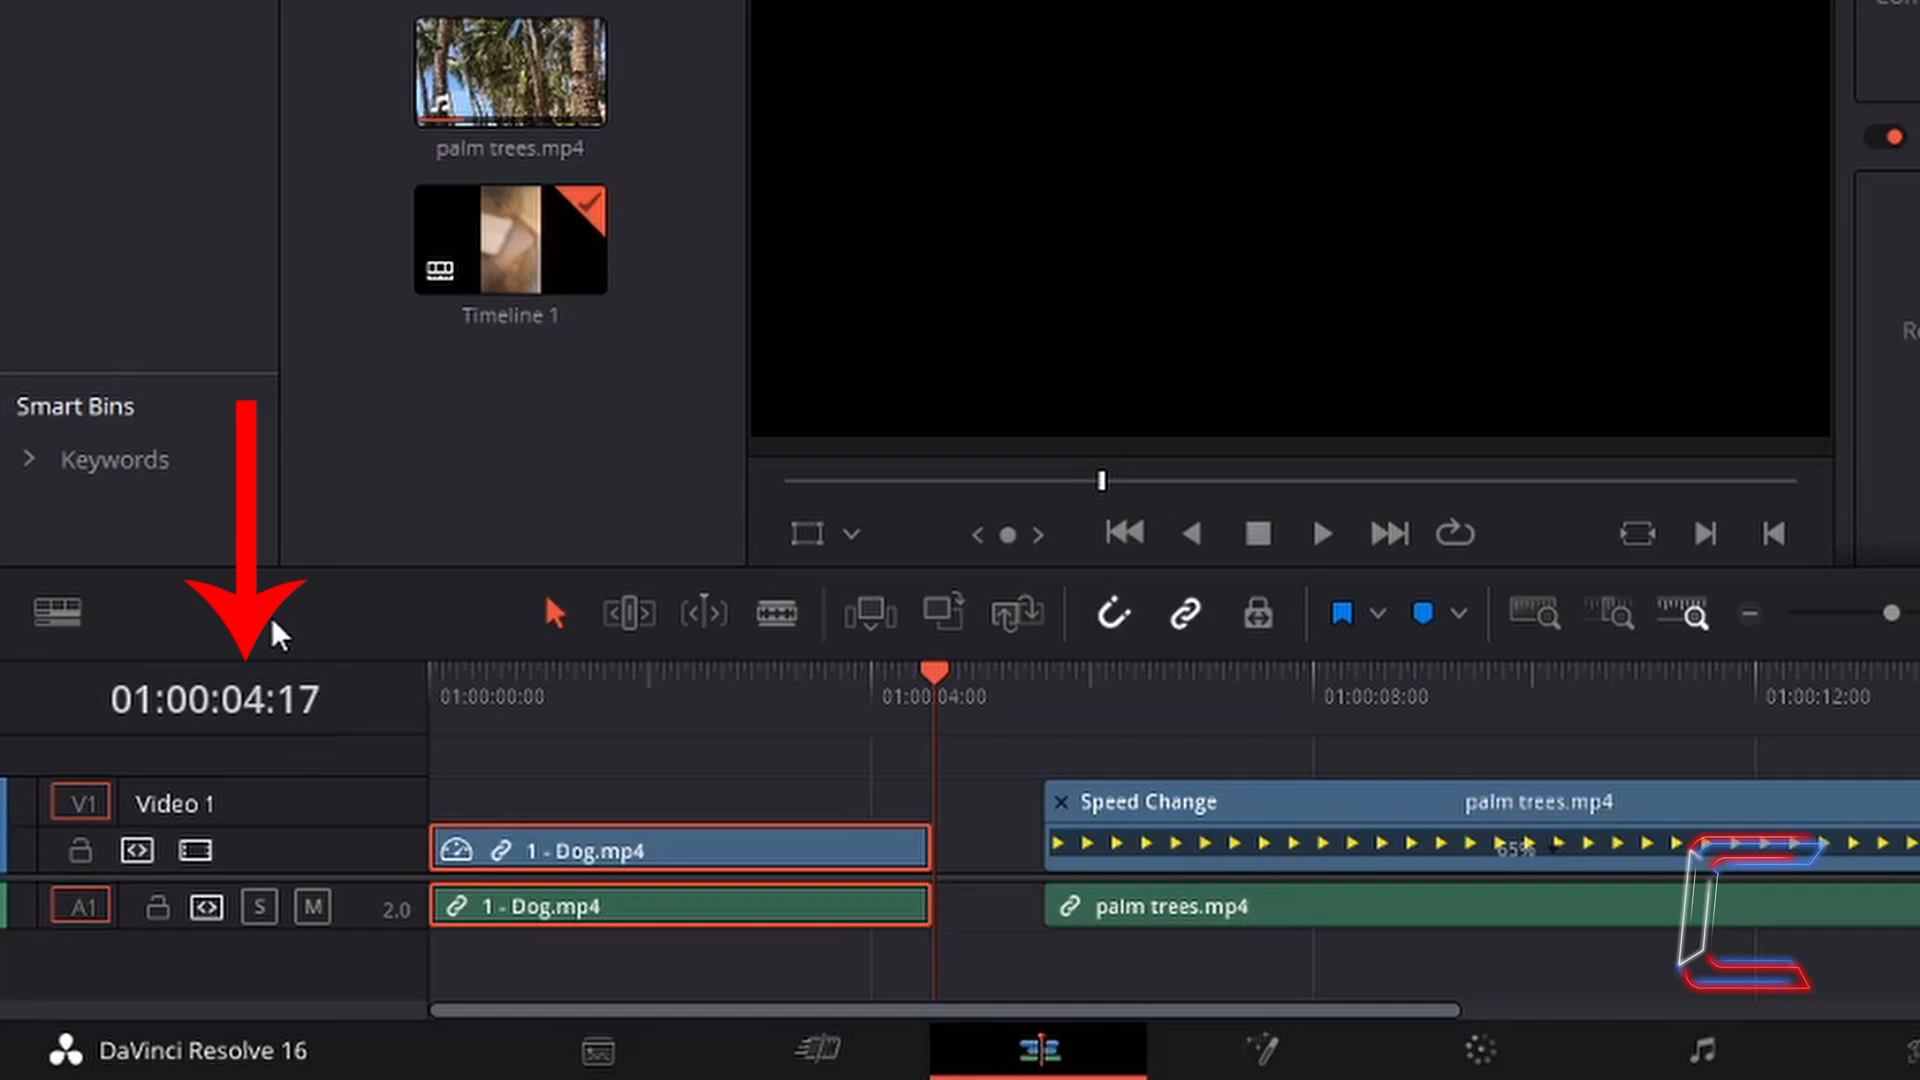 palm trees.mp4
Timeline 1
Smart Bins
Keywords
01:00:04:17
01:00:00:00
01:00:04:00
01:00:08:00
01:00:12:00
V1
Video 1
Speed Change
palm trees.mp4
65%
1 - Dog.mp4
A1
S
M
2.0
1 - Dog.mp4
palm trees.mp4
DaVinci Resolve 16